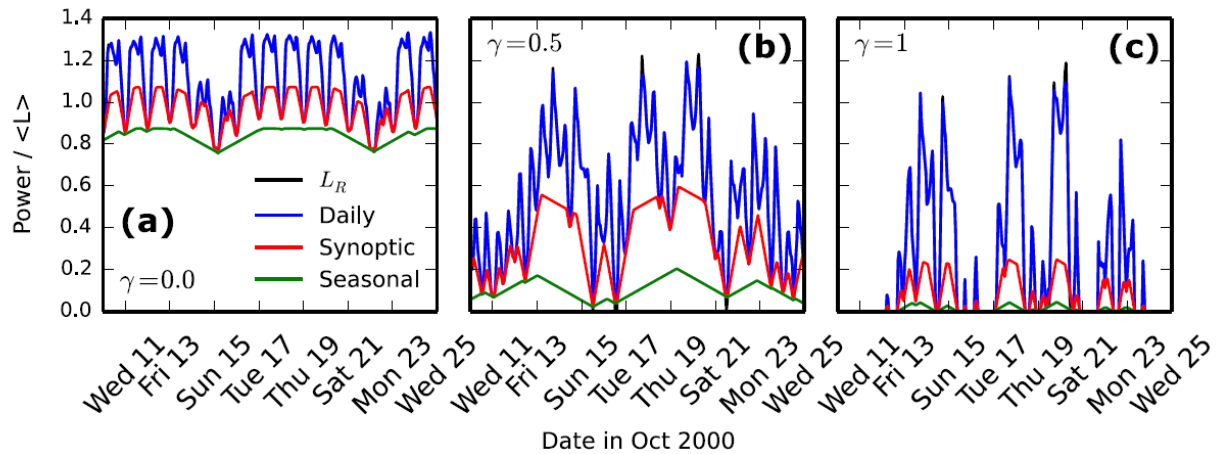 1.4
1.2
1.0
0.8
0.6
0.4
0.2
0.0
Power / <L>
(a)
γ=0.0
L_R
Daily
Synoptic
Seasonal
γ=0.5
(b)
γ=1
(c)
Wed 11
Fri 13
Sun 15
Tue 17
Thu 19
Sat 21
Mon 23
Wed 25
Wed 11
Fri 13
Sun 15
Tue 17
Thu 19
Sat 21
Mon 23
Wed 25
Wed 11
Fri 13
Sun 15
Tue 17
Thu 19
Sat 21
Mon 23
Wed 25
Date in Oct 2000